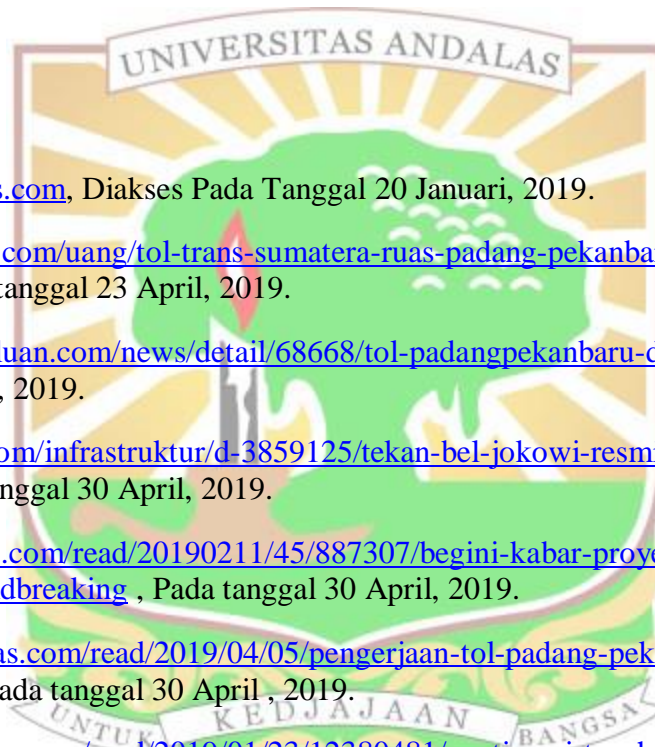 UNIVERSITAS ANDALAS
s.com, Diakses Pada Tanggal 20 Januari, 2019.
.com/uang/tol-trans-sumatera-ruas-padang-pekanba
tanggal 23 April, 2019.
luan.com/news/detail/68668/tol-padangpekanbaru-d
, 2019.
om/infrastruktur/d-3859125/tekan-bel-jokowi-resm
nggal 30 April, 2019.
.com/read/20190211/45/887307/begini-kabar-proye
dbreaking , Pada tanggal 30 April, 2019.
as.com/read/2019/04/05/pengerjaan-tol-padang-pek
ada tanggal 30 April , 2019.
UNTUK KEDJAJAAN BANGSA